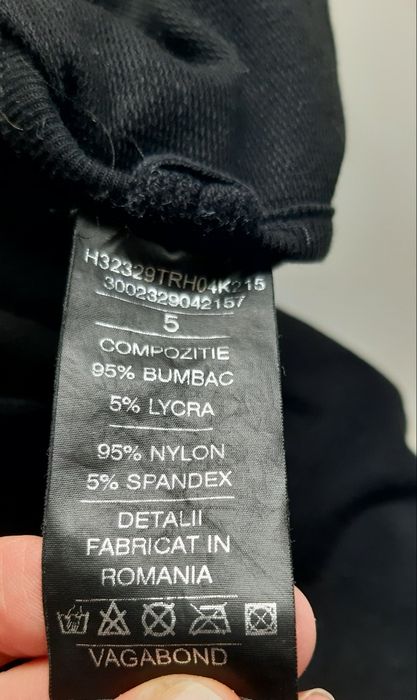 H32329TRH04K215
3002329042157
5
COMPOZITIE
95% BUMBAC
5% LYCRA
95% NYLON
5% SPANDEX
DETALII
FABRICAT IN
ROMANIA
VAGABOND